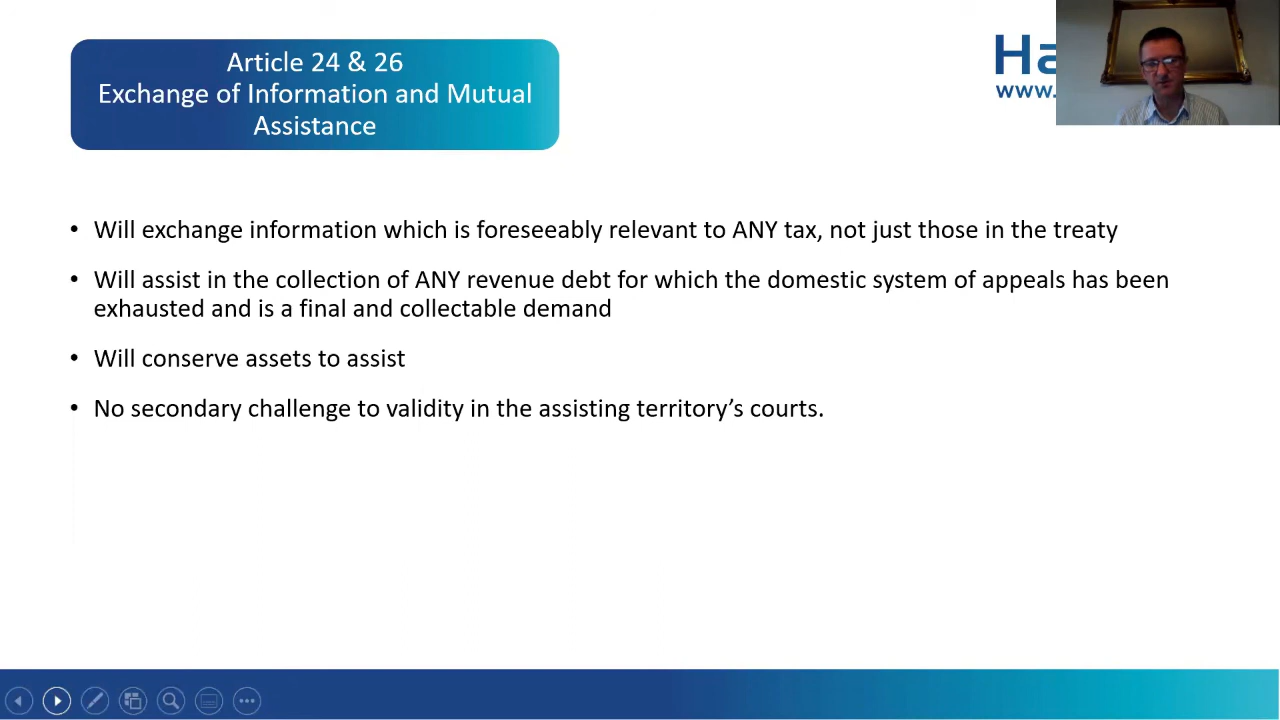 Article 24 & 26
Exchange of Information and Mutual
Assistance
Ha
www.
• Will exchange information which is foreseeably relevant to ANY tax, not just those in the treaty
• Will assist in the collection of ANY revenue debt for which the domestic system of appeals has been
exhausted and is a final and collectable demand
• Will conserve assets to assist
• No secondary challenge to validity in the assisting territory’s courts.